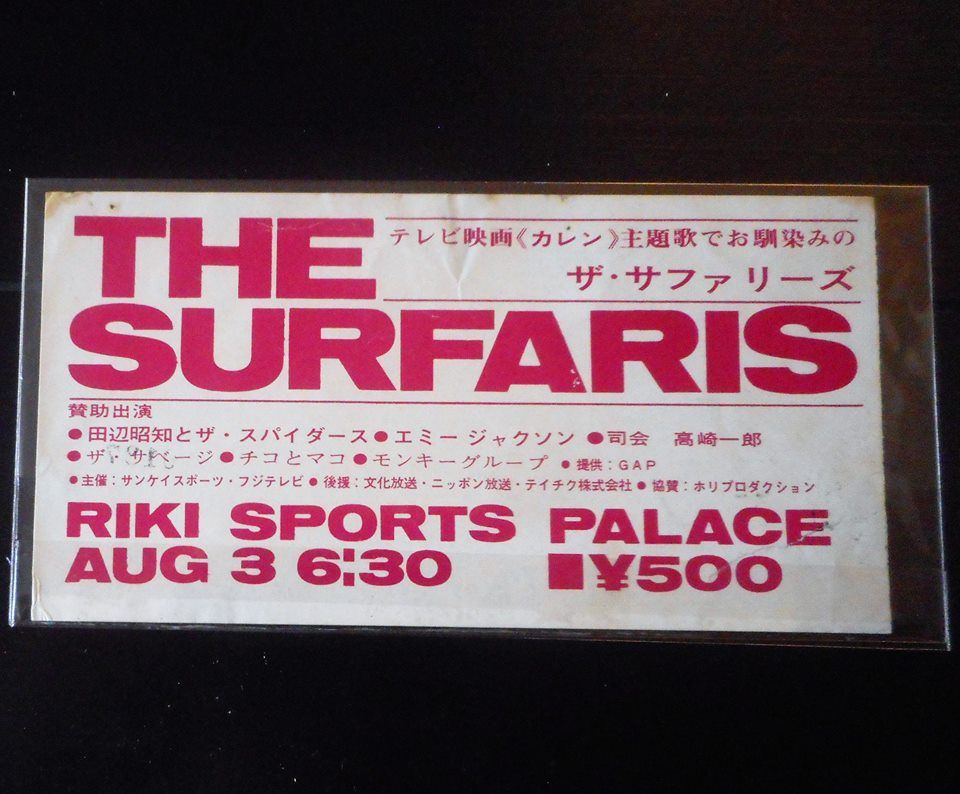 THE
テレビ映画《カレン》主題歌でお馴染みの
ザ・サファリーズ
SURFARIS
賛助出演
●田辺昭知とザ・スパイダース●エミー ジャクソン ●司会 高崎一郎
●ザ・サベージ●チコとマコ●モンキーグループ ●提供：GAP
●主催：サンケイスポーツ・フジテレビ●後援：文化放送・ニッポン放送・テイチク株式会社●協賛：ホリプロダクション
RIKI SPORTS PALACE
AUG 3 6:30 ■¥500